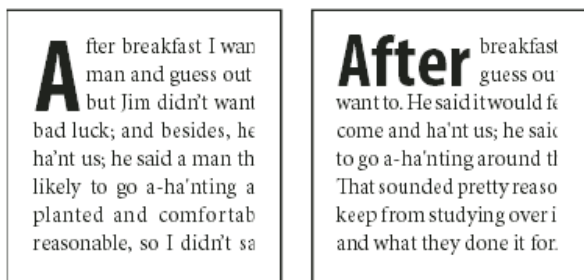 After breakfast I wan
man and guess out
but Jim didn't want
bad luck; and besides, he
ha'nt us; he said a man th
likely to go a-ha'nting a
planted and comfortab
reasonable, so I didn't sa
After breakfast
guess ou
want to. He said it would fe
come and ha'nt us; he said
to go a-ha'nting around th
That sounded pretty reaso
keep from studying over i
and what they done it for.